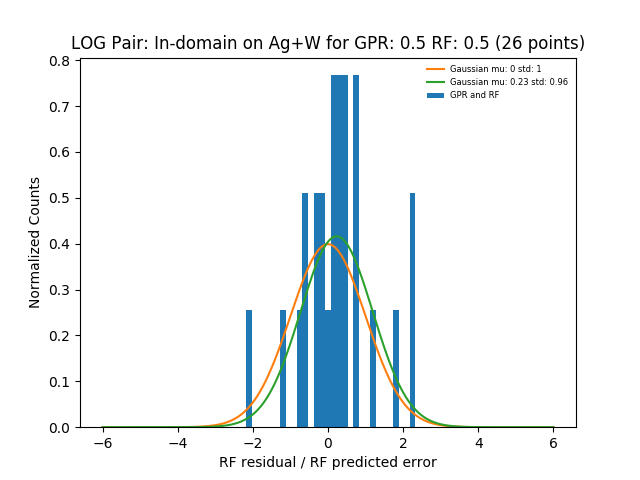 LOG Pair: In-domain on Ag+W for GPR: 0.5 RF: 0.5 (26 points)
Gaussian mu: 0 std: 1
Gaussian mu: 0.23 std: 0.96
GPR and RF
Normalized Counts
0.8
0.7
0.6
0.5
0.4
0.3
0.2
0.1
0.0
−6 −4 −2 0 2 4 6
RF residual / RF predicted error